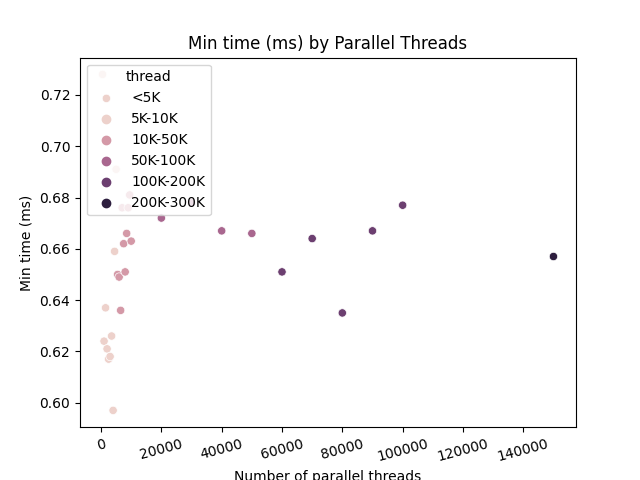 Min time (ms) by Parallel Threads
thread
<5K
5K-10K
10K-50K
50K-100K
100K-200K
200K-300K
0.72
0.70
0.68
0.66
0.64
0.62
0.60
Min time (ms)
0
20000
40000
60000
80000
100000
120000
140000
Number of parallel threads